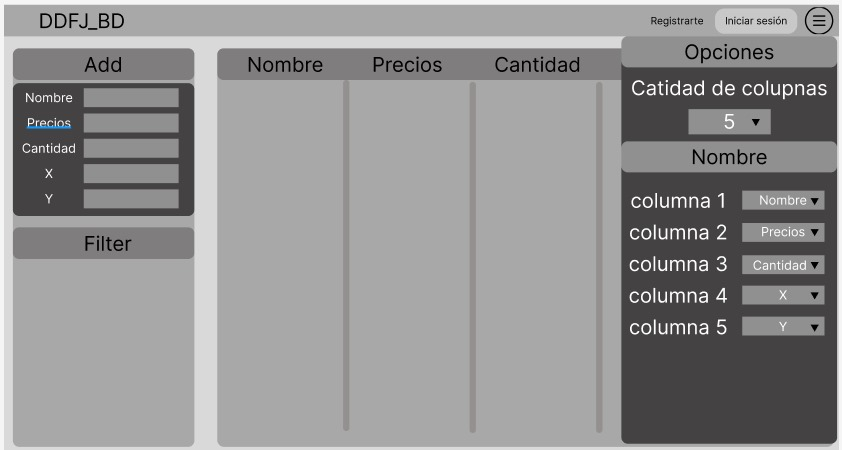 DDFJ_BD
Registrarte
Iniciar sesión
Add
Nombre
Precios
Cantidad
X
Y
Filter
Nombre Precios Cantidad
Opciones
Catidad de colupnas
5
Nombre
columna 1 Nombre
columna 2 Precios
columna 3 Cantidad
columna 4 X
columna 5 Y